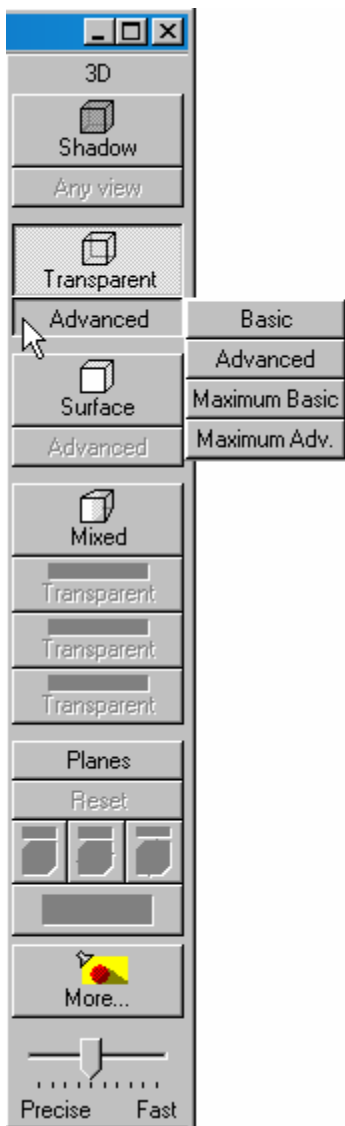 3D
Shadow
Any view
Transparent
Advanced
Basic
Advanced
Maximum Basic
Maximum Adv.
Surface
Advanced
Mixed
Transparent
Transparent
Transparent
Planes
Reset
More...
Precise Fast